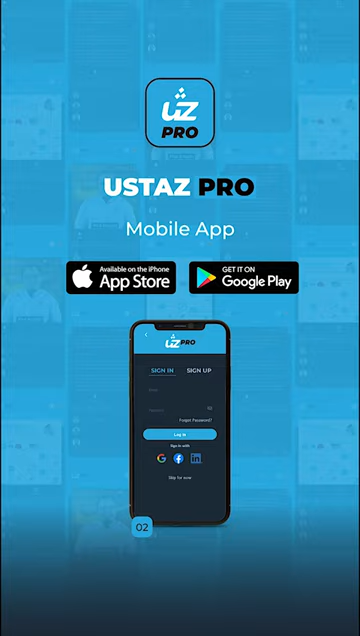 UZ
PRO
USTAZ PRO
Mobile App
Available on the iPhone
App Store
GET IT ON
Google Play
UZ PRO
SIGN IN
SIGN UP
Forgot Password?
Log in
Sign in with
G f in
Skip for now
02